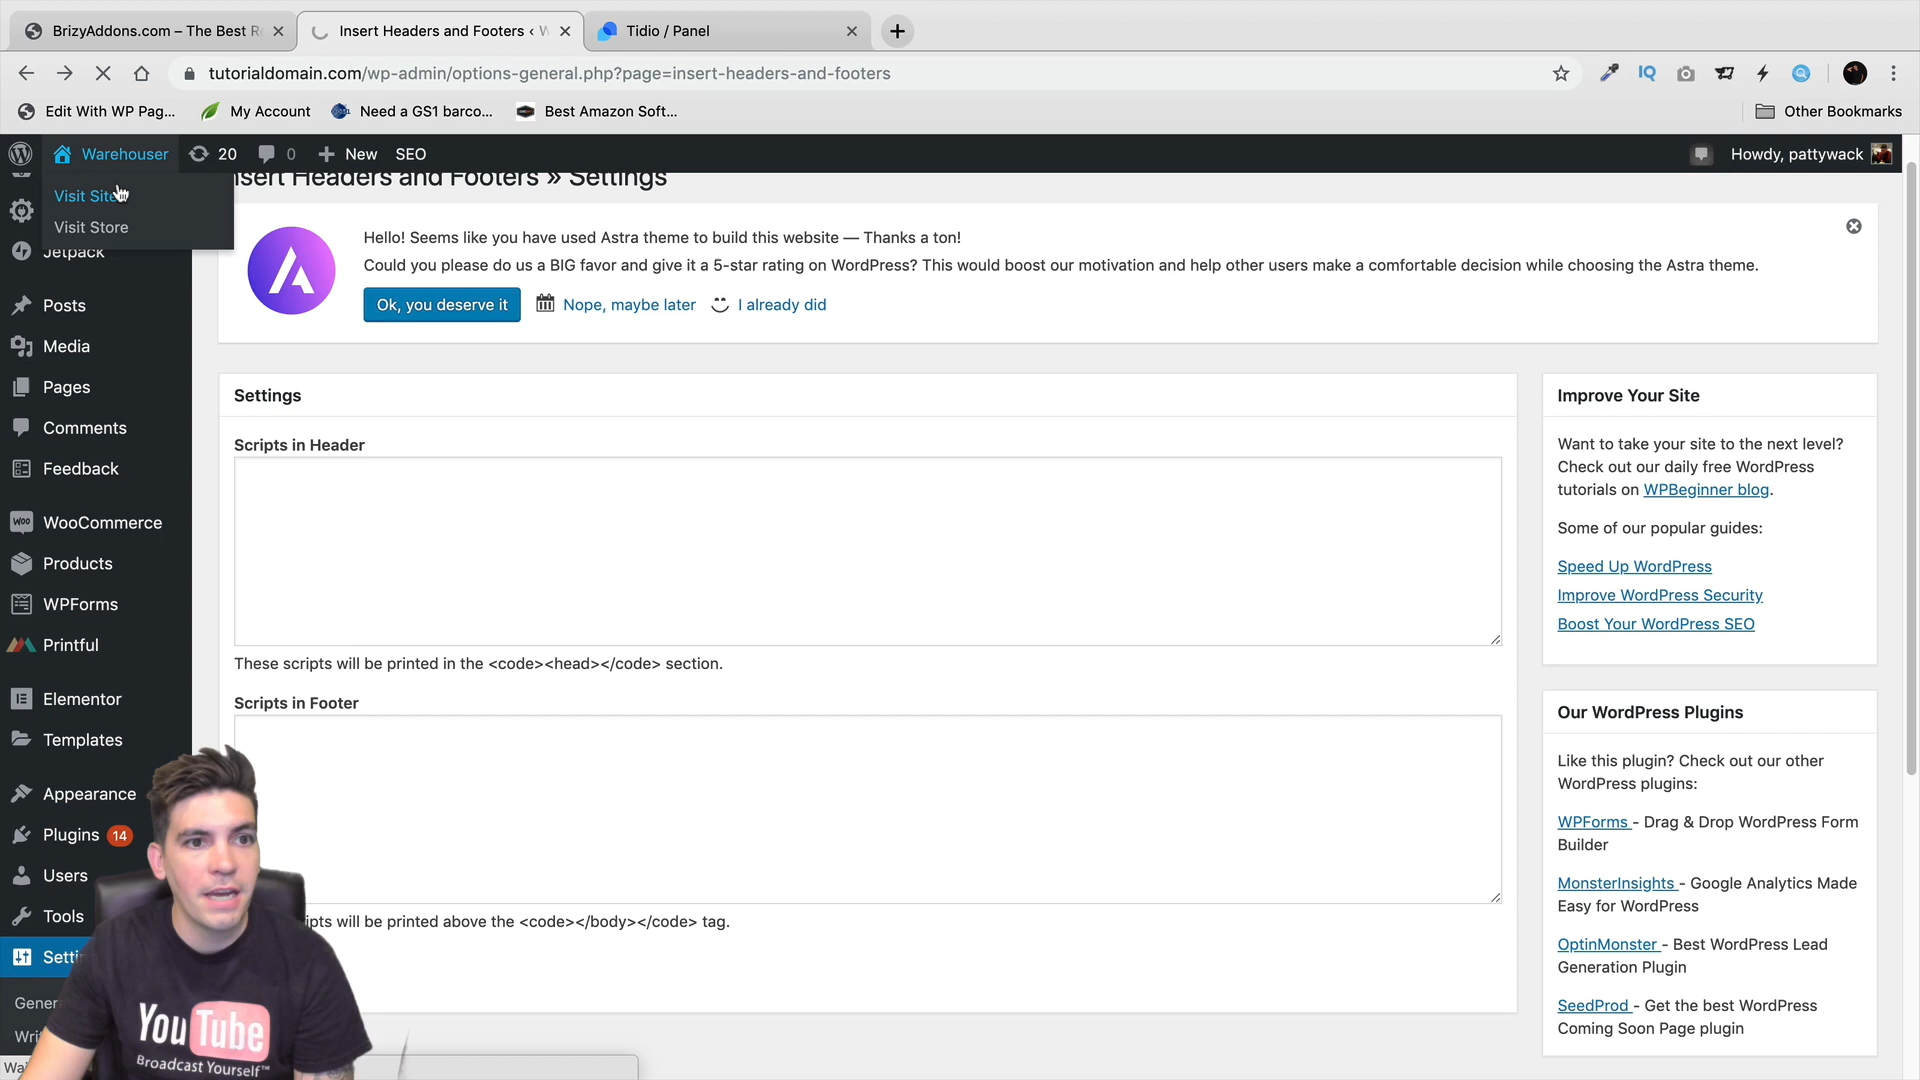 BrizyAddons.com – The Best R
Insert Headers and Footers ‹ W
Tidio / Panel
tutorialdomain.com/wp-admin/options-general.php?page=insert-headers-and-footers
IQ
Edit With WP Pag...
My Account
Need a GS1 barco...
Best Amazon Soft...
Other Bookmarks
Warehouser
20
0
New
SEO
Howdy, pattywack
Visit Site
Visit Store
Insert Headers and Footers » Settings
Jetpack
Posts
Media
Pages
Comments
Feedback
WooCommerce
Products
WPForms
Printful
Elementor
Templates
Appearance
Plugins 14
Users
Tools
Setti
Gener
Writ
Wai
Hello! Seems like you have used Astra theme to build this website — Thanks a ton!
Could you please do us a BIG favor and give it a 5-star rating on WordPress? This would boost our motivation and help other users make a comfortable decision while choosing the Astra theme.
Ok, you deserve it
Nope, maybe later
I already did
Settings
Scripts in Header
These scripts will be printed in the <code><head></code> section.
Scripts in Footer
ipts will be printed above the <code></body></code> tag.
Improve Your Site
Want to take your site to the next level?
Check out our daily free WordPress
tutorials on WPBeginner blog.
Some of our popular guides:
Speed Up WordPress
Improve WordPress Security
Boost Your WordPress SEO
Our WordPress Plugins
Like this plugin? Check out our other
WordPress plugins:
WPForms - Drag & Drop WordPress Form
Builder
MonsterInsights - Google Analytics Made
Easy for WordPress
OptinMonster - Best WordPress Lead
Generation Plugin
SeedProd - Get the best WordPress
Coming Soon Page plugin
YouTube
Broadcast Yourself™